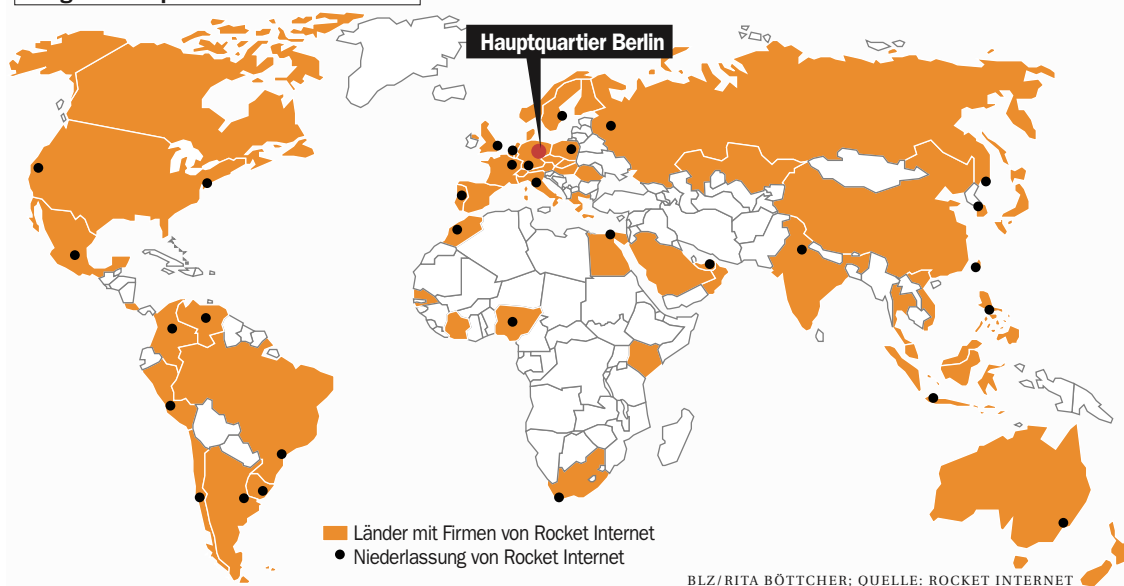 Hauptquartier Berlin
Länder mit Firmen von Rocket Internet
Niederlassung von Rocket Internet
BLZ/RITA BÖTTCHER; QUELLE: ROCKET INTERNET